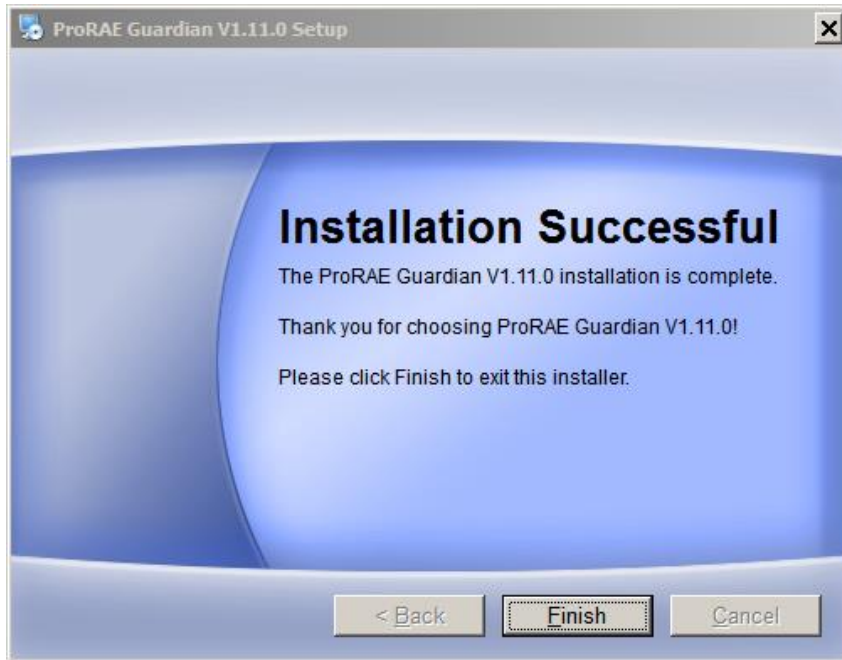 ProRAE Guardian V1.11.0 Setup
Installation Successful
The ProRAE Guardian V1.11.0 installation is complete.
Thank you for choosing ProRAE Guardian V1.11.0!
Please click Finish to exit this installer.
< Back Finish Cancel